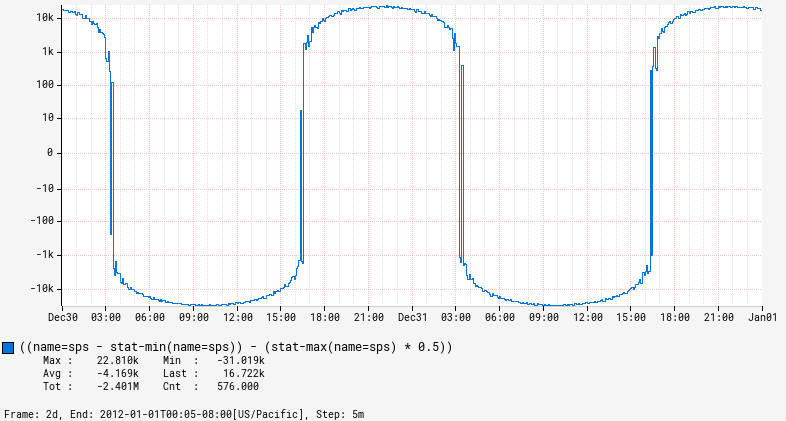 10k
1k
100
10
0
-10
-100
-1k
-10k
Dec30 03:00 06:00 09:00 12:00 15:00 18:00 21:00 Dec31 03:00 06:00 09:00 12:00 15:00 18:00 21:00 Jan01
((name=sps - stat-min(name=sps)) - (stat-max(name=sps) * 0.5))
Max : 22.810k Min : -31.019k
Avg : -4.169k Last : 16.722k
Tot : -2.401M Cnt : 576.000
Frame: 2d, End: 2012-01-01T00:05-08:00[US/Pacific], Step: 5m